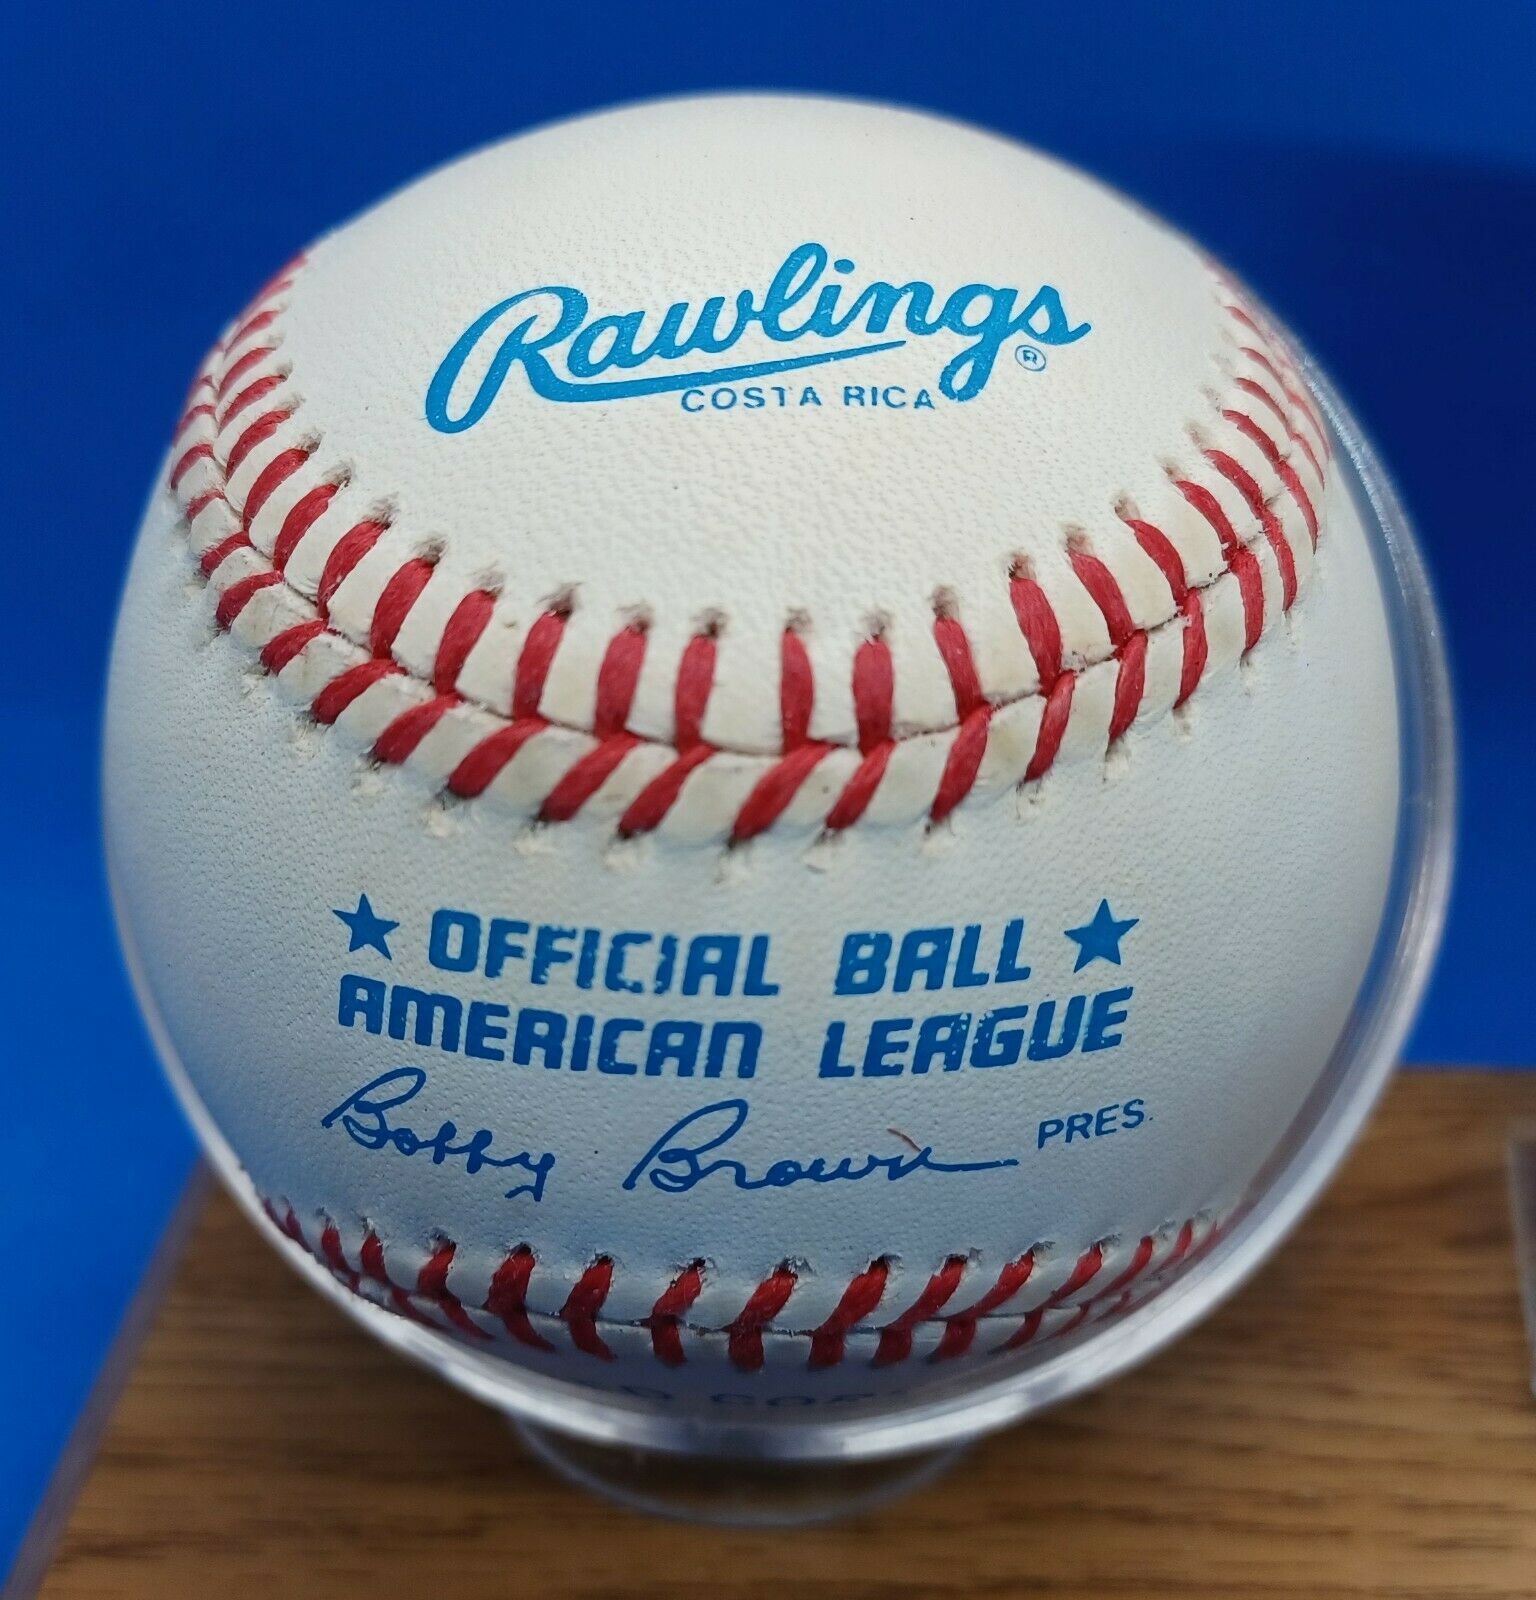 Rawlings ®
COSTA RICA
★ OFFICIAL BALL ★
AMERICAN LEAGUE
Bobby Brown PRES.